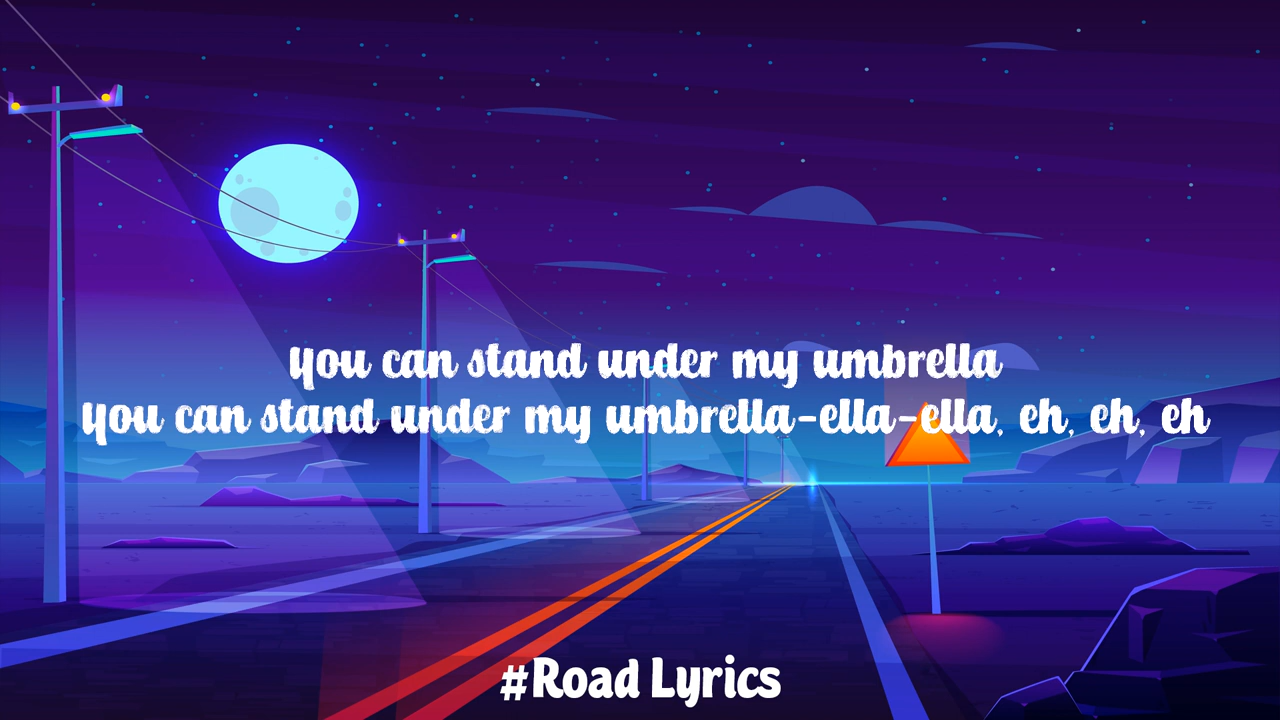 You can stand under my umbrella
You can stand under my umbrella-ella-ella, eh, eh, eh
#Road Lyrics